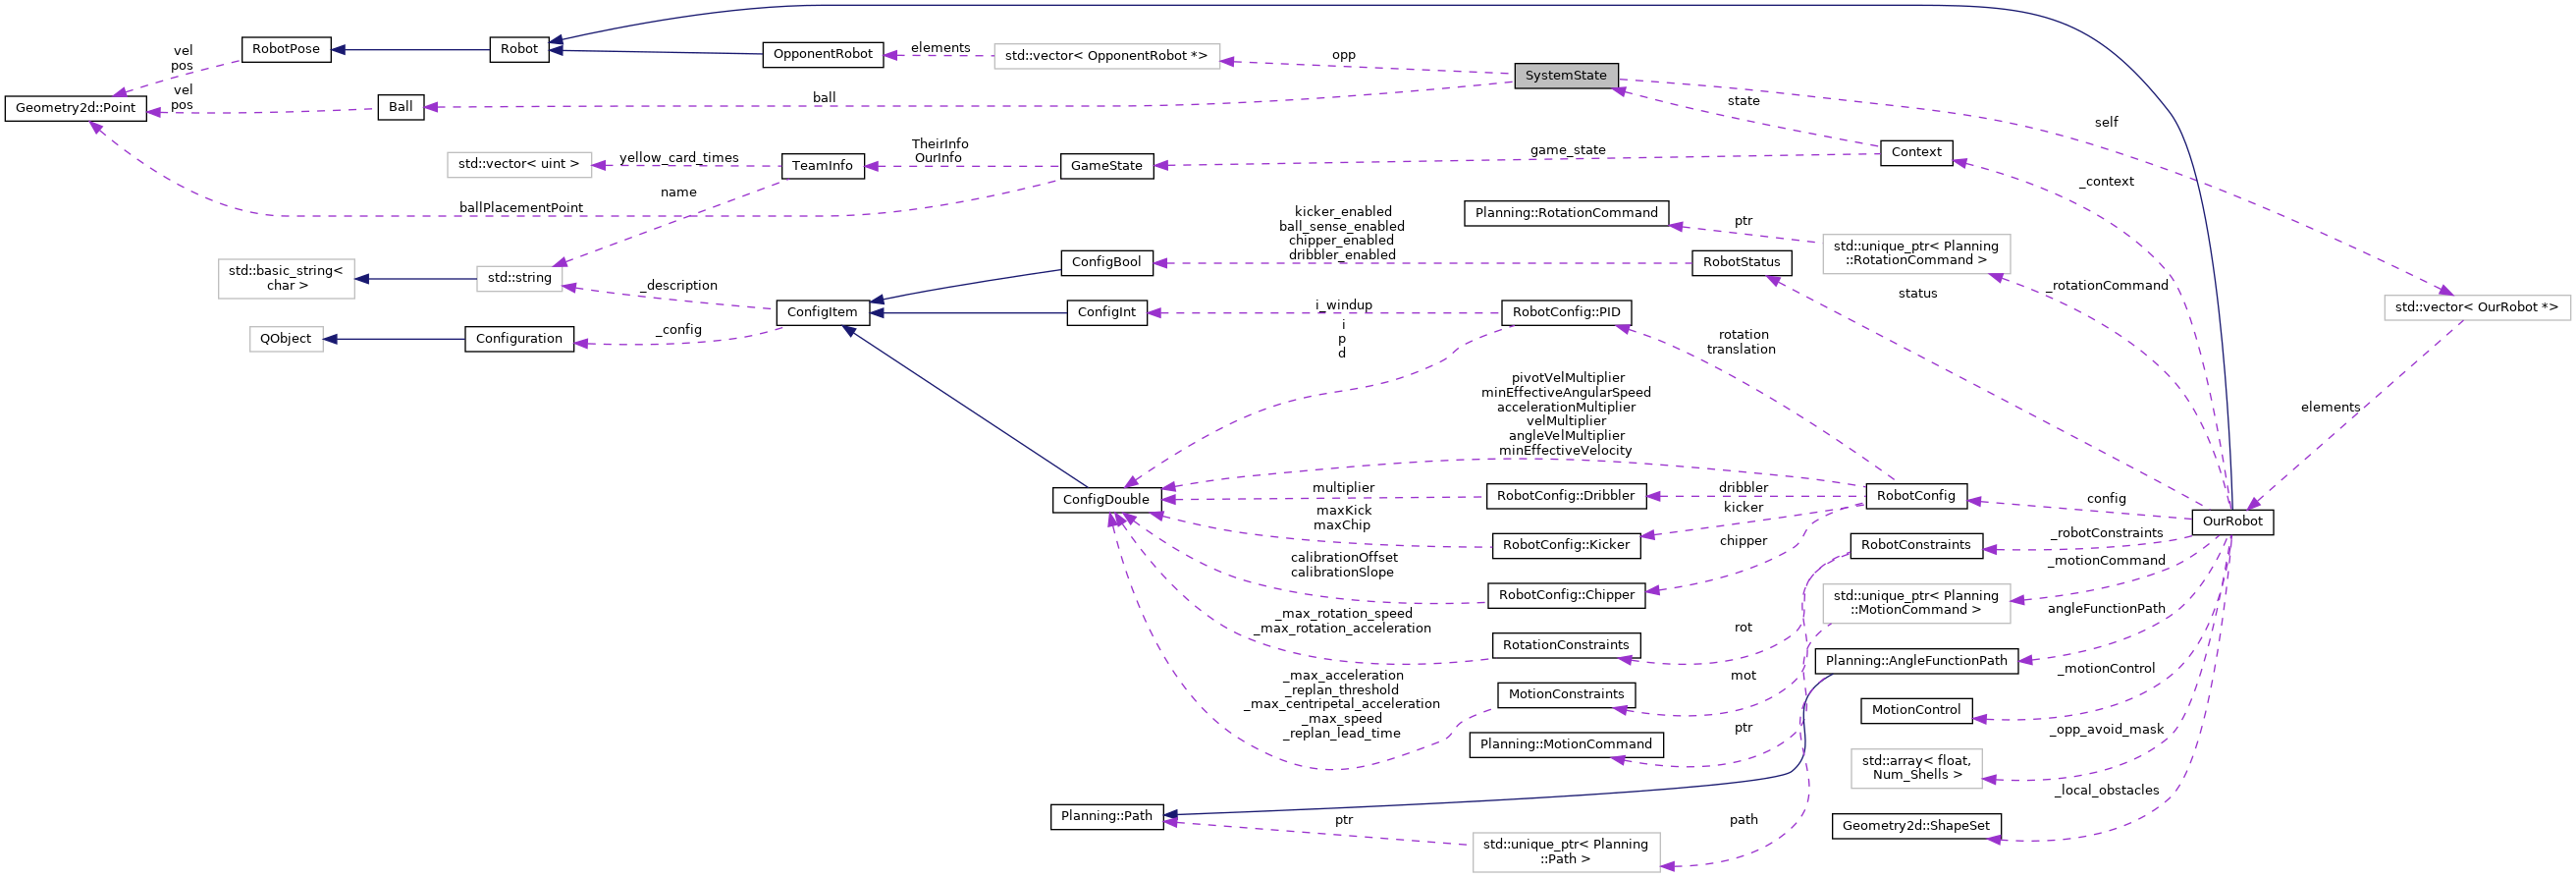 vel
pos
RobotPose
Robot
OpponentRobot
elements
std::vector< OpponentRobot *>
opp
SystemState
Geometry2d::Point
vel
pos
Ball
ball
state
self
std::vector< uint >
yellow_card_times
TeamInfo
TheirInfo
OurInfo
GameState
game_state
Context
_context
name
ballPlacementPoint
kicker_enabled
ball_sense_enabled
chipper_enabled
dribbler_enabled
Planning::RotationCommand
ptr
std::unique_ptr< Planning
::RotationCommand >
std::basic_string<
char >
std::string
_description
ConfigBool
RobotStatus
status
_rotationCommand
std::vector< OurRobot *>
ConfigItem
ConfigInt
i_windup
RobotConfig::PID
QObject
Configuration
_config
i
p
d
rotation
translation
pivotVelMultiplier
minEffectiveAngularSpeed
accelerationMultiplier
velMultiplier
angleVelMultiplier
minEffectiveVelocity
elements
ConfigDouble
multiplier
RobotConfig::Dribbler
dribbler
RobotConfig
config
OurRobot
maxKick
maxChip
kicker
RobotConfig::Kicker
chipper
RobotConstraints
_robotConstraints
_motionCommand
calibrationOffset
calibrationSlope
RobotConfig::Chipper
std::unique_ptr< Planning
::MotionCommand >
angleFunctionPath
_max_rotation_speed
_max_rotation_acceleration
RotationConstraints
rot
Planning::AngleFunctionPath
_motionControl
_max_acceleration
_replan_threshold
_max_centripetal_acceleration
_max_speed
_replan_lead_time
MotionConstraints
mot
MotionControl
Planning::MotionCommand
ptr
_opp_avoid_mask
std::array< float,
Num_Shells >
_local_obstacles
Planning::Path
ptr
std::unique_ptr< Planning
::Path >
path
Geometry2d::ShapeSet